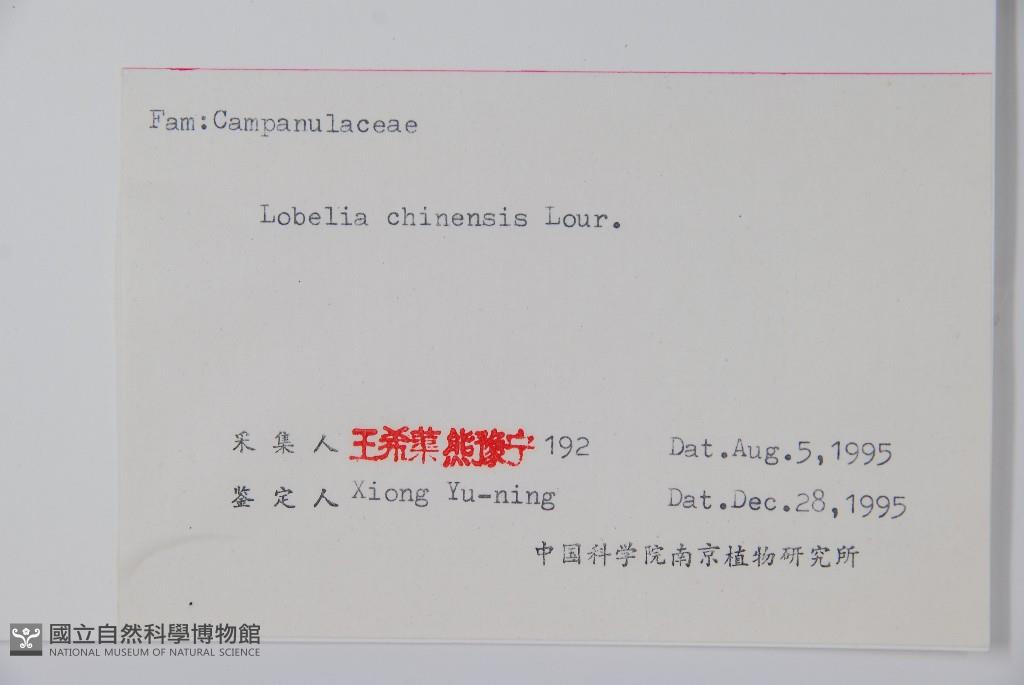 Fam:Campanulaceae
Lobelia chinensis Lour.
采集人 王希蕖 熊豫宁 192 Dat.Aug.5,1995
鉴定人 Xiong Yu-ning Dat.Dec.28,1995
中国科学院南京植物研究所
國立自然科學博物館
NATIONAL MUSEUM OF NATURAL SCIENCE